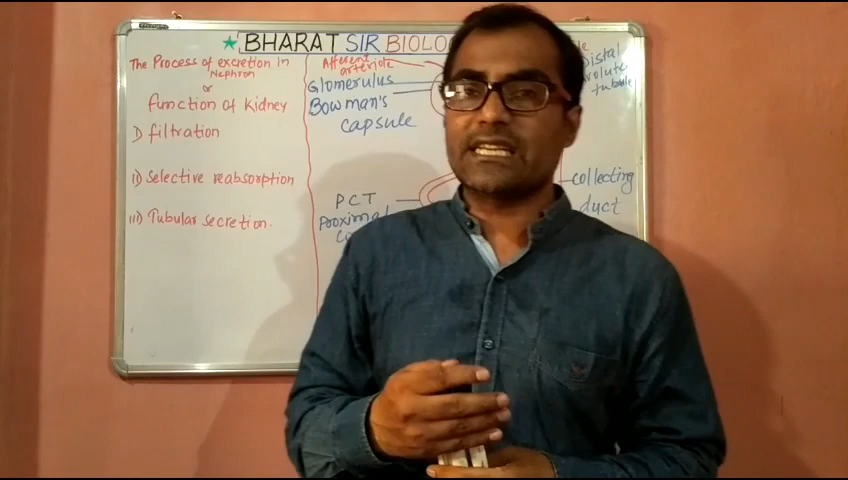 ★ BHARAT SIR BIOLO
The Process of excretion in
Nephron
or
function of kidney
I) filtration
II) Selective reabsorption
III) Tubular secretion.
Afferent
arteriole
Glomerulus
Bowman's
capsule
PCT
Proximal
Distal
tubule
collecting
duct